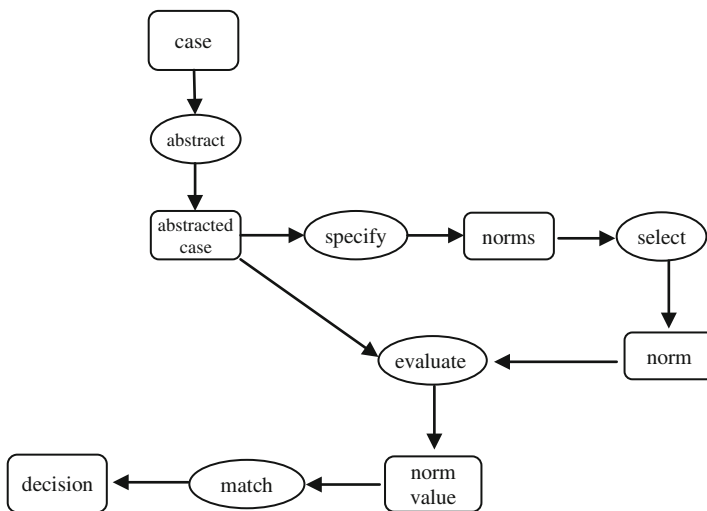 case
abstract
abstracted
case
specify
norms
select
evaluate
norm
decision
match
norm
value